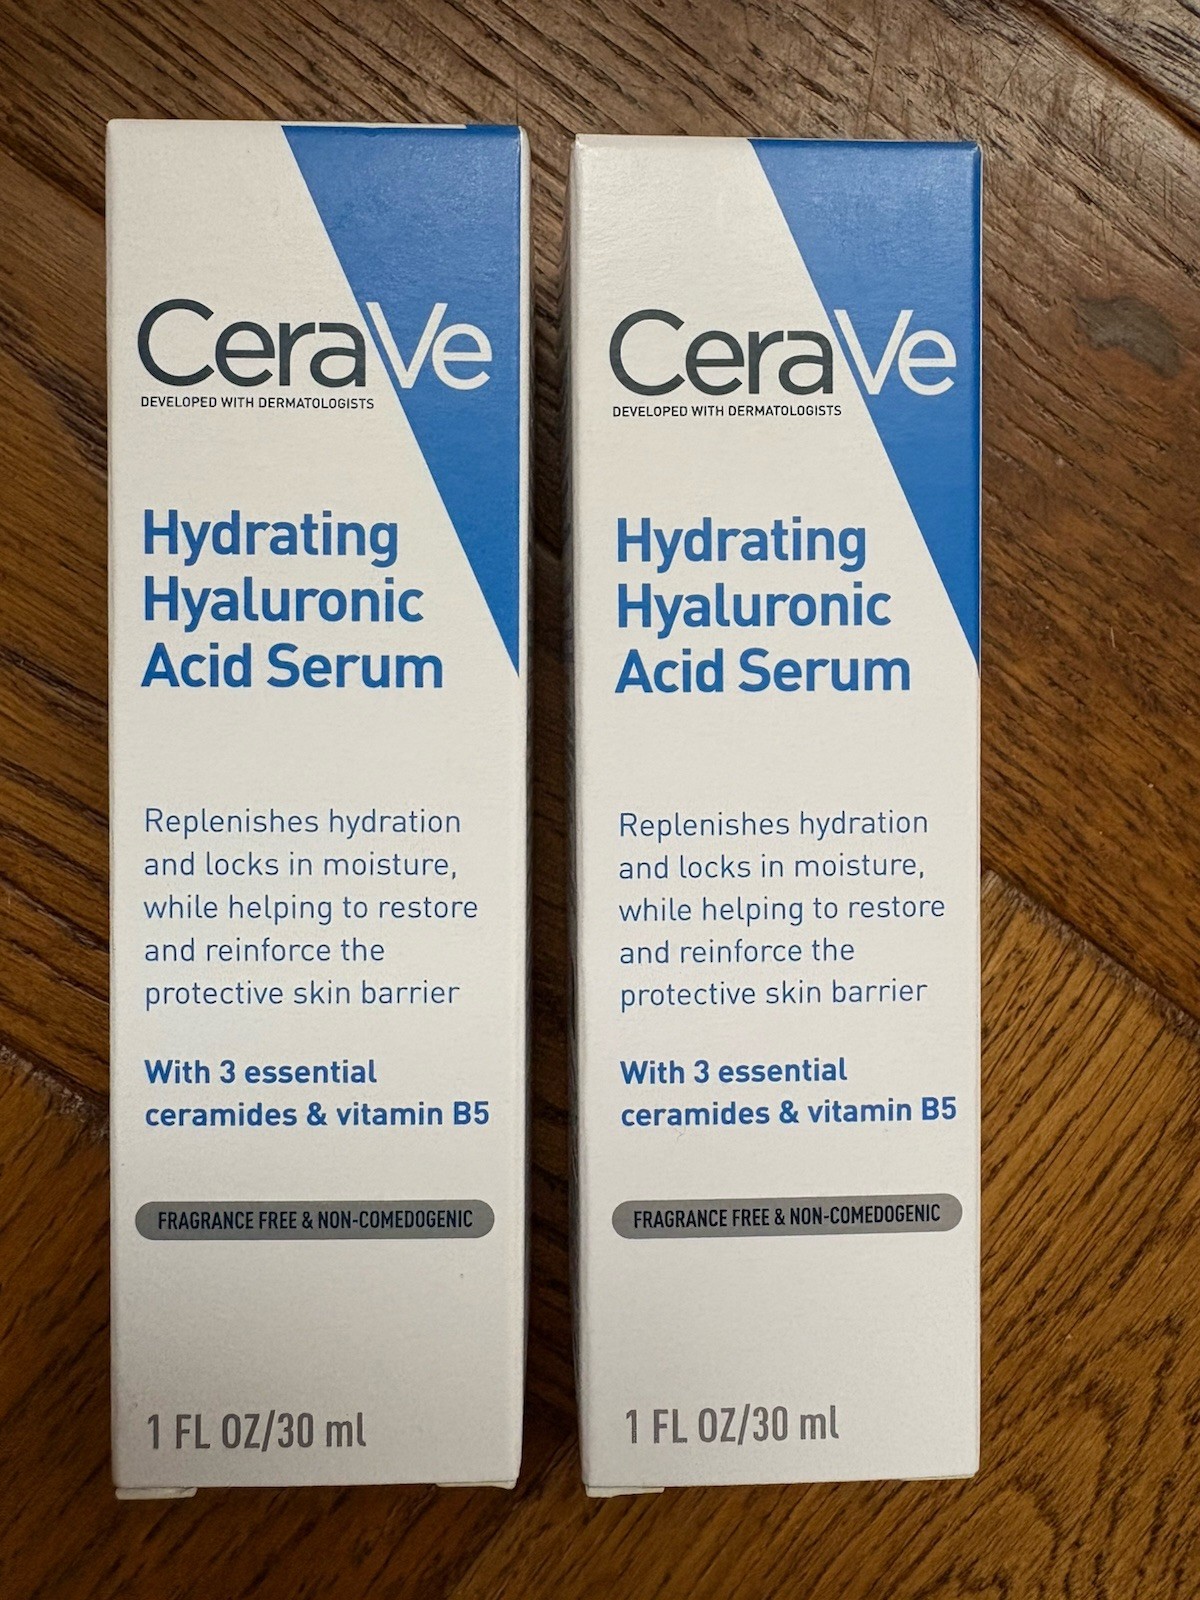 CeraVe
DEVELOPED WITH DERMATOLOGISTS
Hydrating
Hyaluronic
Acid Serum
Replenishes hydration
and locks in moisture,
while helping to restore
and reinforce the
protective skin barrier
With 3 essential
ceramides & vitamin B5
FRAGRANCE FREE & NON-COMEDOGENIC
1 FL OZ/30 ml
CeraVe
DEVELOPED WITH DERMATOLOGISTS
Hydrating
Hyaluronic
Acid Serum
Replenishes hydration
and locks in moisture,
while helping to restore
and reinforce the
protective skin barrier
With 3 essential
ceramides & vitamin B5
FRAGRANCE FREE & NON-COMEDOGENIC
1 FL OZ/30 ml